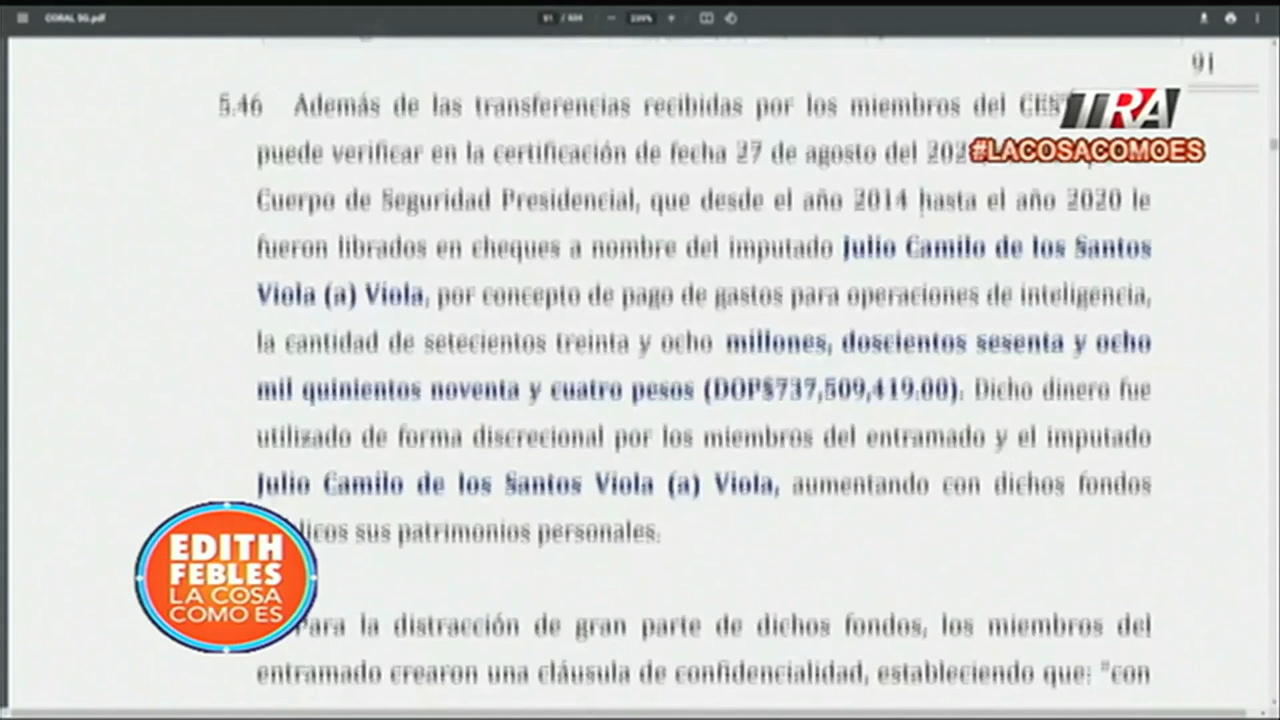 CORAL 5G.pdf
91 / 604
239%
91
TRA
#LACOSACOMOES
5.46 Además de las transferencias recibidas por los miembros del
puede verificar en la certificación de fecha 27 de agosto del
Cuerpo de Seguridad Presidencial, que desde el año 2014 hasta el año 2020 le
fueron librados en cheques a nombre del imputado Julio Camilo de los Santos
Viola (a) Viola, por concepto de pago de gastos para operaciones de inteligencia,
la cantidad de setecientos treinta y ocho millones, doscientos sesenta y ocho
mil quinientos noventa y cuatro pesos (DOP$737,509,419.00). Dicho dinero fue
utilizado de forma discrecional por los miembros del entramado y el imputado
Julio Camilo de los Santos Viola (a) Viola, aumentando con dichos fondos
licos sus patrimonios personales.
Para la distracción de gran parte de dichos fondos, los miembros del
entramado crearon una cláusula de confidencialidad, estableciendo que: "con
EDITH
FEBLES
LA COSA
COMO ES